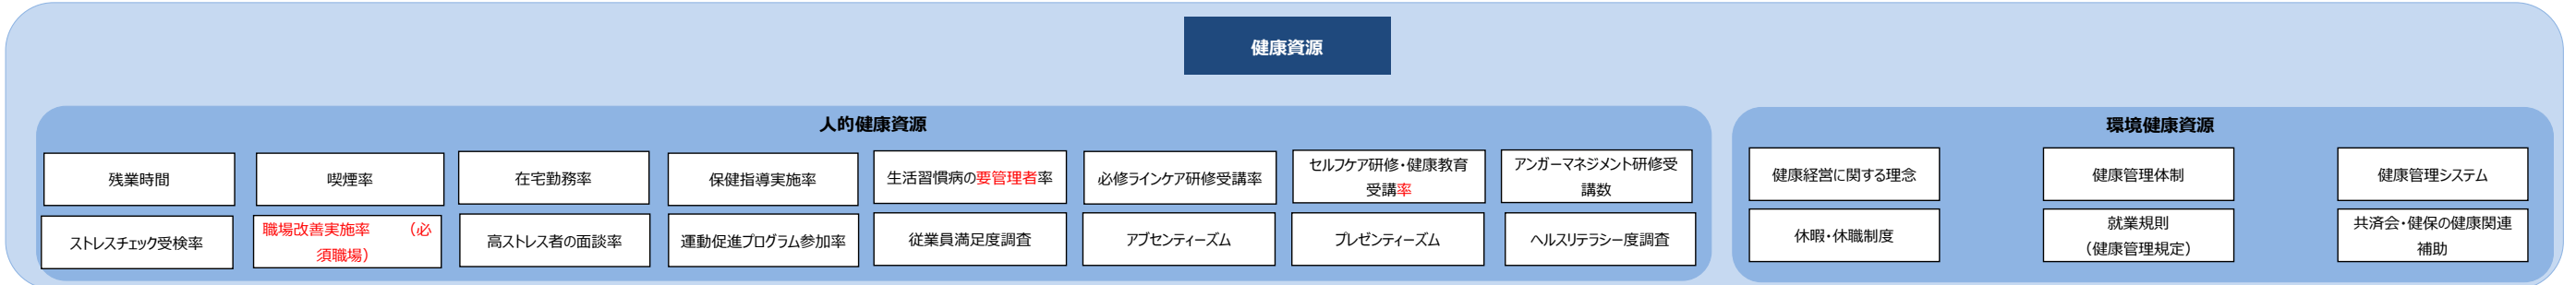 健康資源
人的健康資源
残業時間
喫煙率
在宅勤務率
保健指導実施率
生活習慣病の要管理者率
必修ラインケア研修受講率
セルフケア研修・健康教育
受講率
アンガーマネジメント研修受
講数
ストレスチェック受検率
職場改善実施率　　（必
須職場）
高ストレス者の面談率
運動促進プログラム参加率
従業員満足度調査
アブセンティーズム
プレゼンティーズム
ヘルスリテラシー度調査
環境健康資源
健康経営に関する理念
健康管理体制
健康管理システム
休暇・休職制度
就業規則
（健康管理規定）
共済会・健保の健康関連
補助